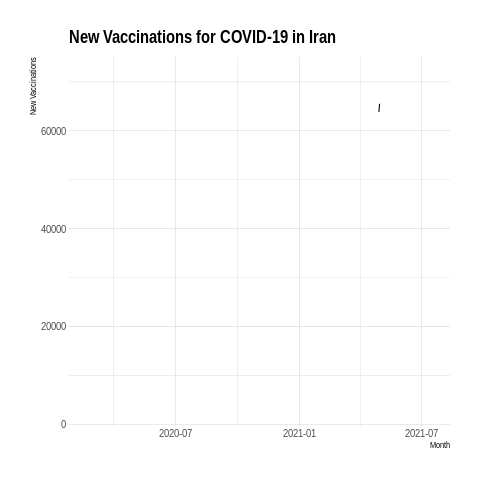 New Vaccinations for COVID-19 in Iran
New Vaccinations
60000
40000
20000
0
2020-07 2021-01 2021-07
Month